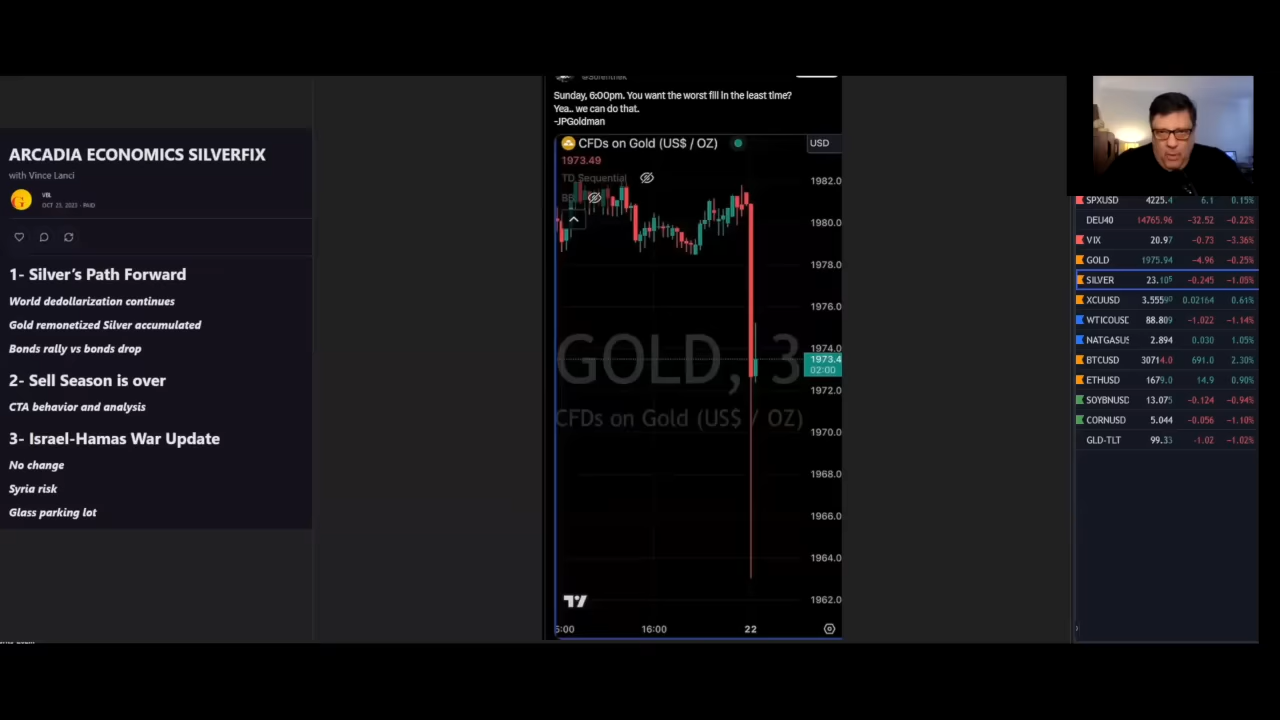 ARCADIA ECONOMICS SILVERFIX
with Vince Lanci
VBL
OCT 23, 2023 · PAID
1- Silver's Path Forward
World dedollarization continues
Gold remonetized Silver accumulated
Bonds rally vs bonds drop
2- Sell Season is over
CTA behavior and analysis
3- Israel-Hamas War Update
No change
Syria risk
Glass parking lot
Sunday, 6:00pm. You want the worst fill in the least time?
Yea.. we can do that.
-JPGoldman
CFDs on Gold (US$ / OZ)
USD
1973.49
TD Sequential
1982.0
1980.0
1978.0
1976.0
1974.0
1973.4
02:00
1972.0
1970.0
1968.0
1966.0
1964.0
1962.0
GOLD, 3
CFDs on Gold (US$ / OZ)
5:00 16:00 22
SPXUSD 4225.4 6.1 0.15%
DEU40 14765.96 −32.52 −0.22%
VIX 20.97 −0.73 −3.36%
GOLD 1975.94 −4.96 −0.25%
SILVER 23.105 −0.245 −1.05%
XCUUSD 0.02164 0.61%
WTICOUSD 88.809 −1.022 −1.14%
NATGASUS 2.894 0.030 1.05%
BTCUSD 30714.0 691.0 2.30%
ETHUSD 1679.0 14.9 0.90%
SOYBNUSD 13.075 −0.124 −0.94%
CORNUSD 5.044 −0.056 −1.10%
GLD-TLT 99.33 −1.02 −1.02%